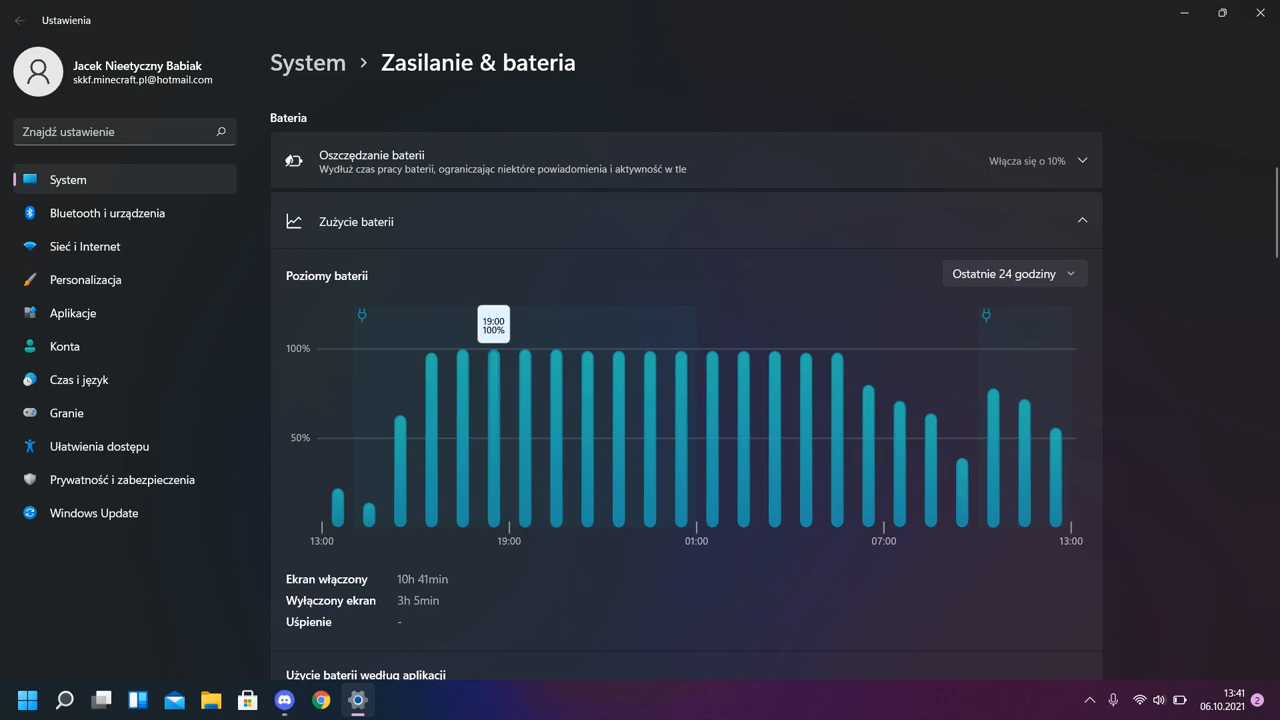 Ustawienia
Jacek Nieetyczny Babiak
skkf.minecraft.pl@hotmail.com
Znajdź ustawienie
System
Bluetooth i urządzenia
Sieć i Internet
Personalizacja
Aplikacje
Konta
Czas i język
Granie
Ułatwienia dostępu
Prywatność i zabezpieczenia
Windows Update
System > Zasilanie & bateria
Bateria
Oszczędzanie baterii
Wydłuż czas pracy baterii, ograniczając niektóre powiadomienia i aktywność w tle
Włącza się o 10%
Zużycie baterii
Poziomy baterii
Ostatnie 24 godziny
19:00
100%
100%
50%
13:00 19:00 01:00 07:00 13:00
Ekran włączony 10h 41min
Wyłączony ekran 3h 5min
Uśpienie -
Użycie baterii według aplikacji
13:41
06.10.2021
2